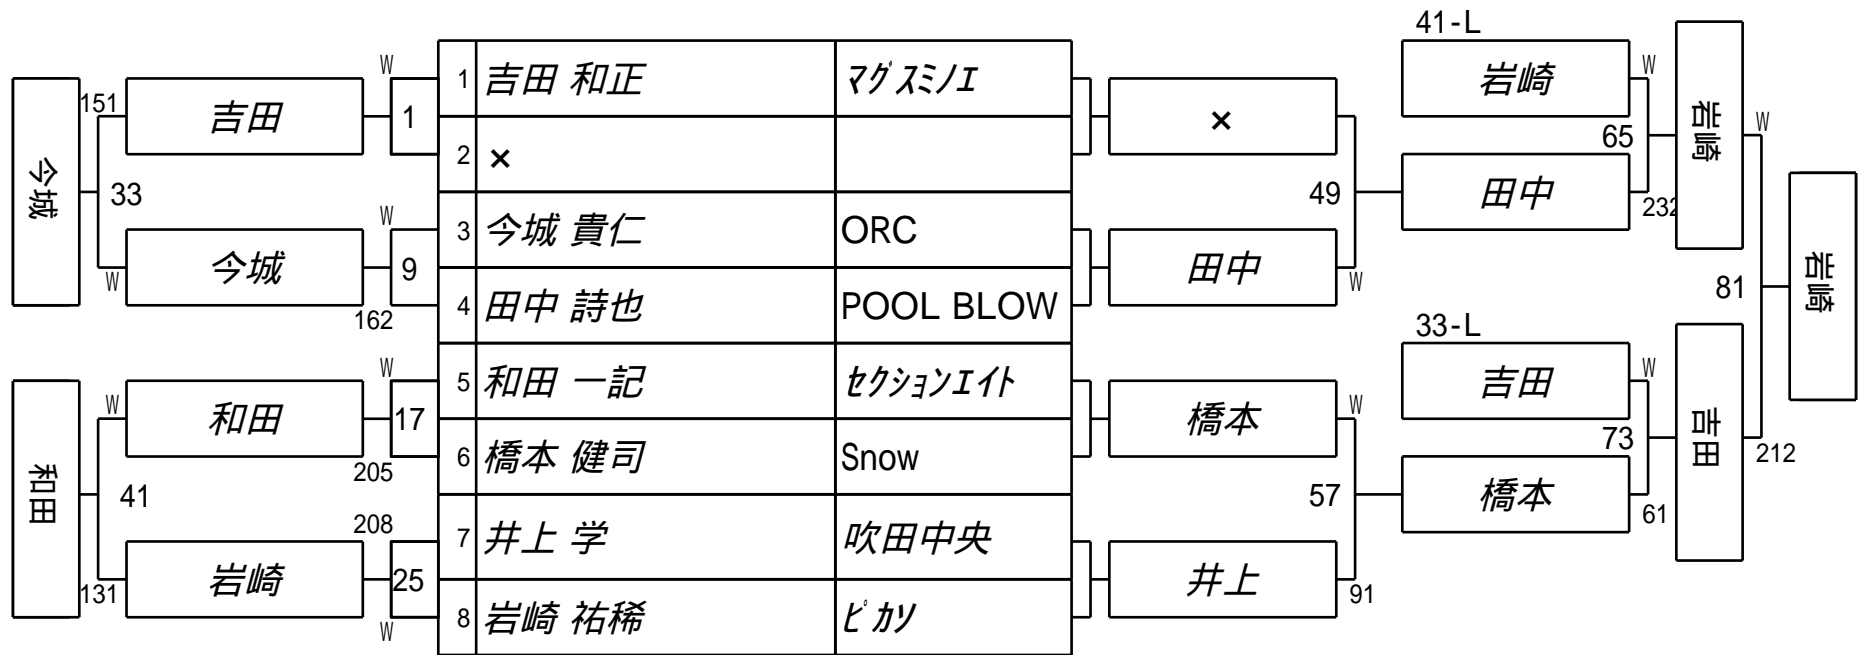 41-L
W 1 吉田 和正 マグスミノエ 岩崎 W
151 吉田 1 × 65 岩崎 W
2 × 田中 232
今城 33 49
W 3 今城 貴仁 ORC
W 今城 9 田中 W 81 岩崎
162 4 田中 詩也 POOL BLOW
33-L
W 5 和田 一記 セクションエイト 吉田 W
W 和田 17 橋本 W 73 吉田 212
205 6 橋本 健司 Snow 橋本 61
和田 41 57
208 7 井上 学 吹田中央
131 岩崎 25 井上 91
W 8 岩崎 祐稀 ピカソ